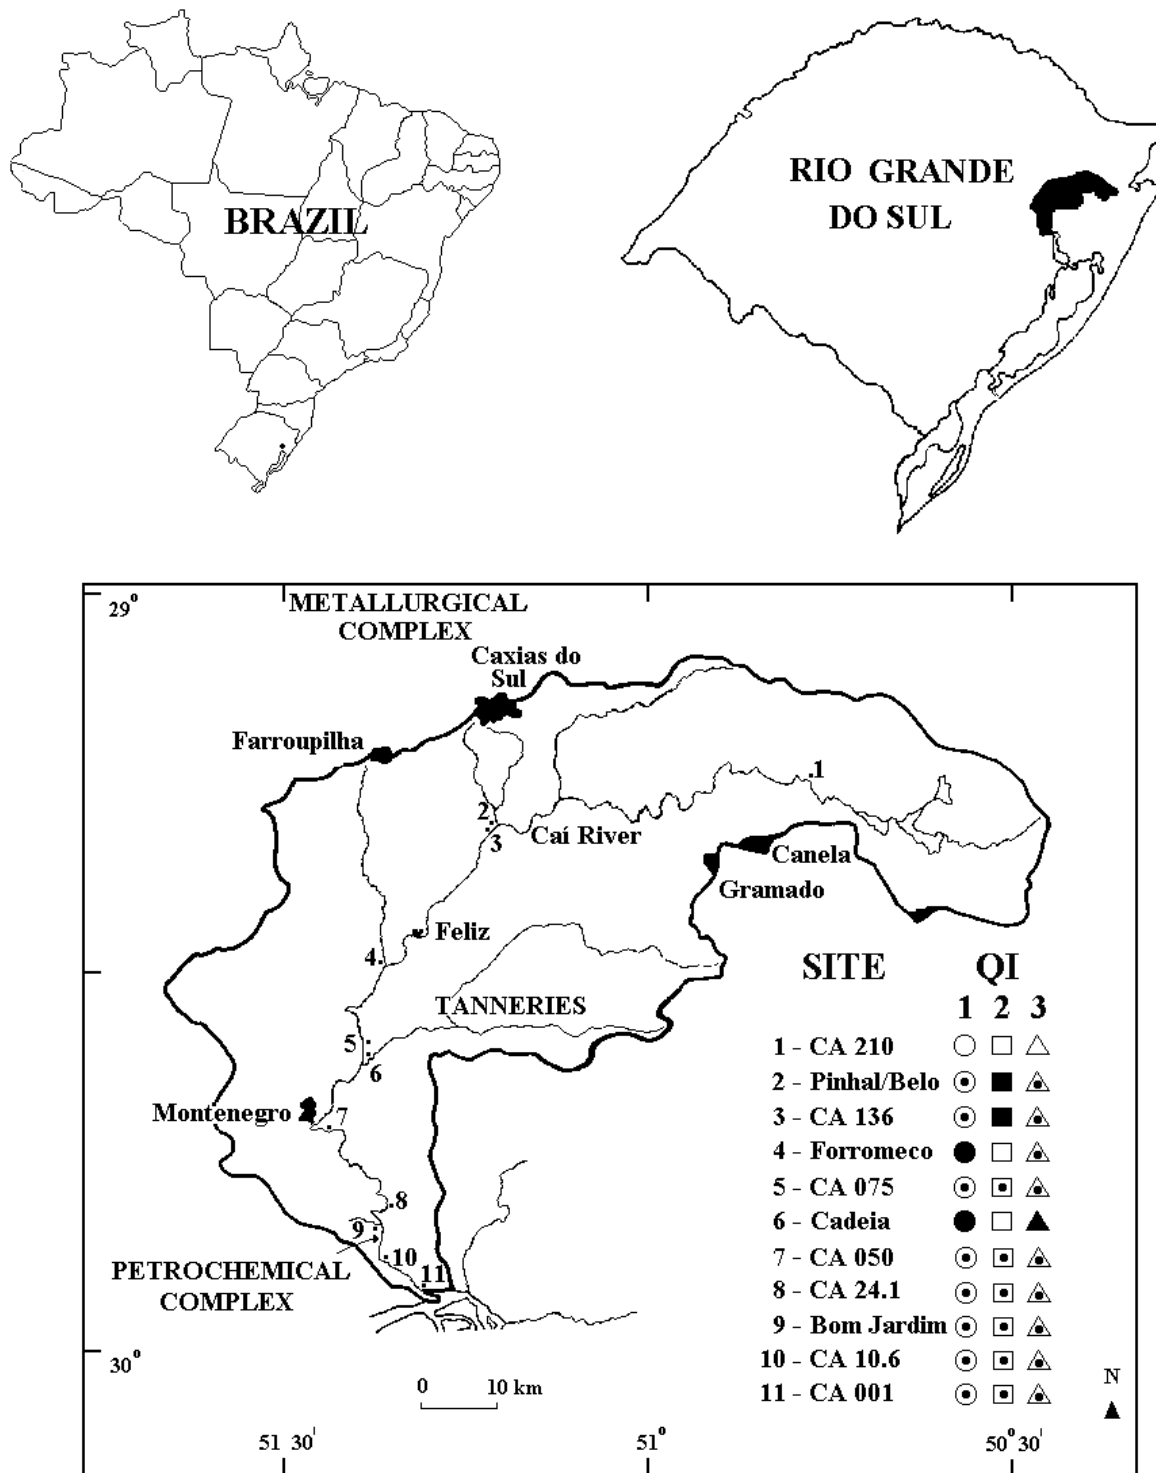 BRAZIL
RIO GRANDE
DO SUL
29°
METALLURGICAL
COMPLEX
Caxias do
Sul
Farroupilha
1
2
3
Caí River
Canela
Gramado
Feliz
4
TANNERIES
5
6
Montenegro
7
8
9
10
11
PETROCHEMICAL
COMPLEX
SITE QI
1 2 3
1 - CA 210
2 - Pinhal/Belo
3 - CA 136
4 - Forromeco
5 - CA 075
6 - Cadeia
7 - CA 050
8 - CA 24.1
9 - Bom Jardim
10 - CA 10.6
11 - CA 001
30°
0 10 km
N
51 30' 51° 50° 30'